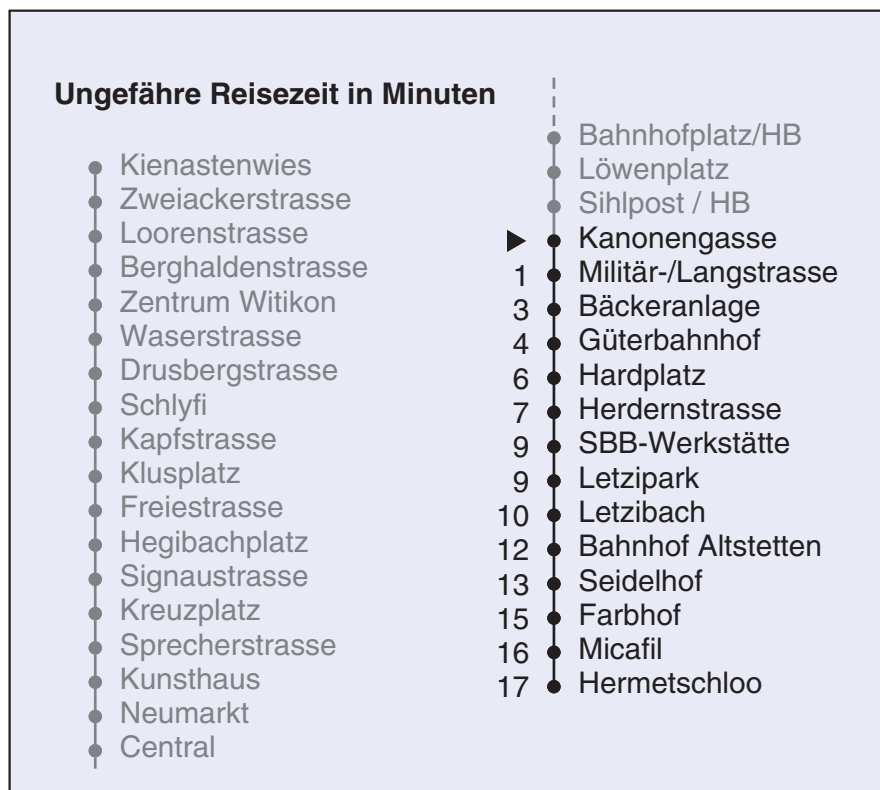 Ungefähre Reisezeit in Minuten
Kienastenwies
Zweiackerstrasse
Loorenstrasse
Berghaldenstrasse
Zentrum Witikon
Waserstrasse
Drusbergstrasse
Schlyfi
Kapfstrasse
Klusplatz
Freiestrasse
Hegibachplatz
Signaustrasse
Kreuzplatz
Sprecherstrasse
Kunsthaus
Neumarkt
Central
Bahnhofplatz/HB
Löwenplatz
Sihlpost / HB
Kanonengasse
1 Militär-/Langstrasse
3 Bäckeranlage
4 Güterbahnhof
6 Hardplatz
7 Herdernstrasse
9 SBB-Werkstätte
9 Letzipark
10 Letzibach
12 Bahnhof Altstetten
13 Seidelhof
15 Farbhof
16 Micafil
17 Hermetschloo